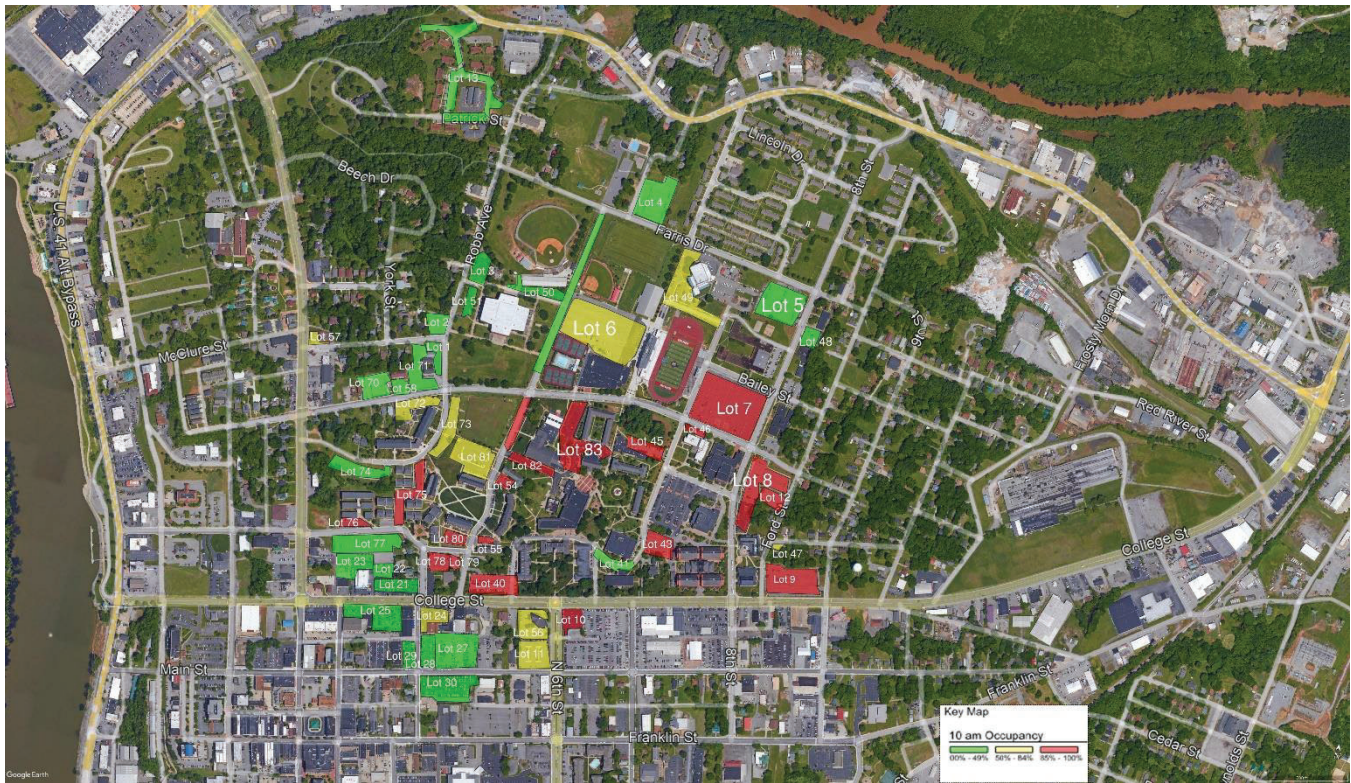 Lot 13
Patrick St
Lincoln Dr
8th St
Beech Dr
Robb Ave
Lot 4
Farris Dr
U.S. 41 Alt Bypass
York St
Lot 3
Lot 50
Lot 51
Lot 49
Lot 5
Lot 2
Lot 6
Lot 48
9th St
Frosty Morn Dr
Lot 57
McClure St
Lot 1
Lot 71
Lot 70
Lot 58
Bailey St
Lot 72
Lot 7
Red River St
Lot 73
Lot 46
Lot 83
Lot 45
Lot 81
Lot 82
Lot 74
Lot 54
Lot 8
Lot 75
Lot 12
Lot 76
Ford St
Lot 80
Lot 55
Lot 43
College St
Lot 77
Lot 47
Lot 23
Lot 22
Lot 78
Lot 79
Lot 41
Lot 21
Lot 40
Lot 9
College St
Lot 25
Lot 24
Lot 56
Lot 10
Lot 29
Lot 27
Lot 11
Lot 28
Main St
N 6th St
8th St
Franklin St
Lot 30
Key Map
10 am Occupancy
00% - 49%
50% - 84%
85% - 100%
Franklin St
Cedar St
Reynolds St
Google Earth